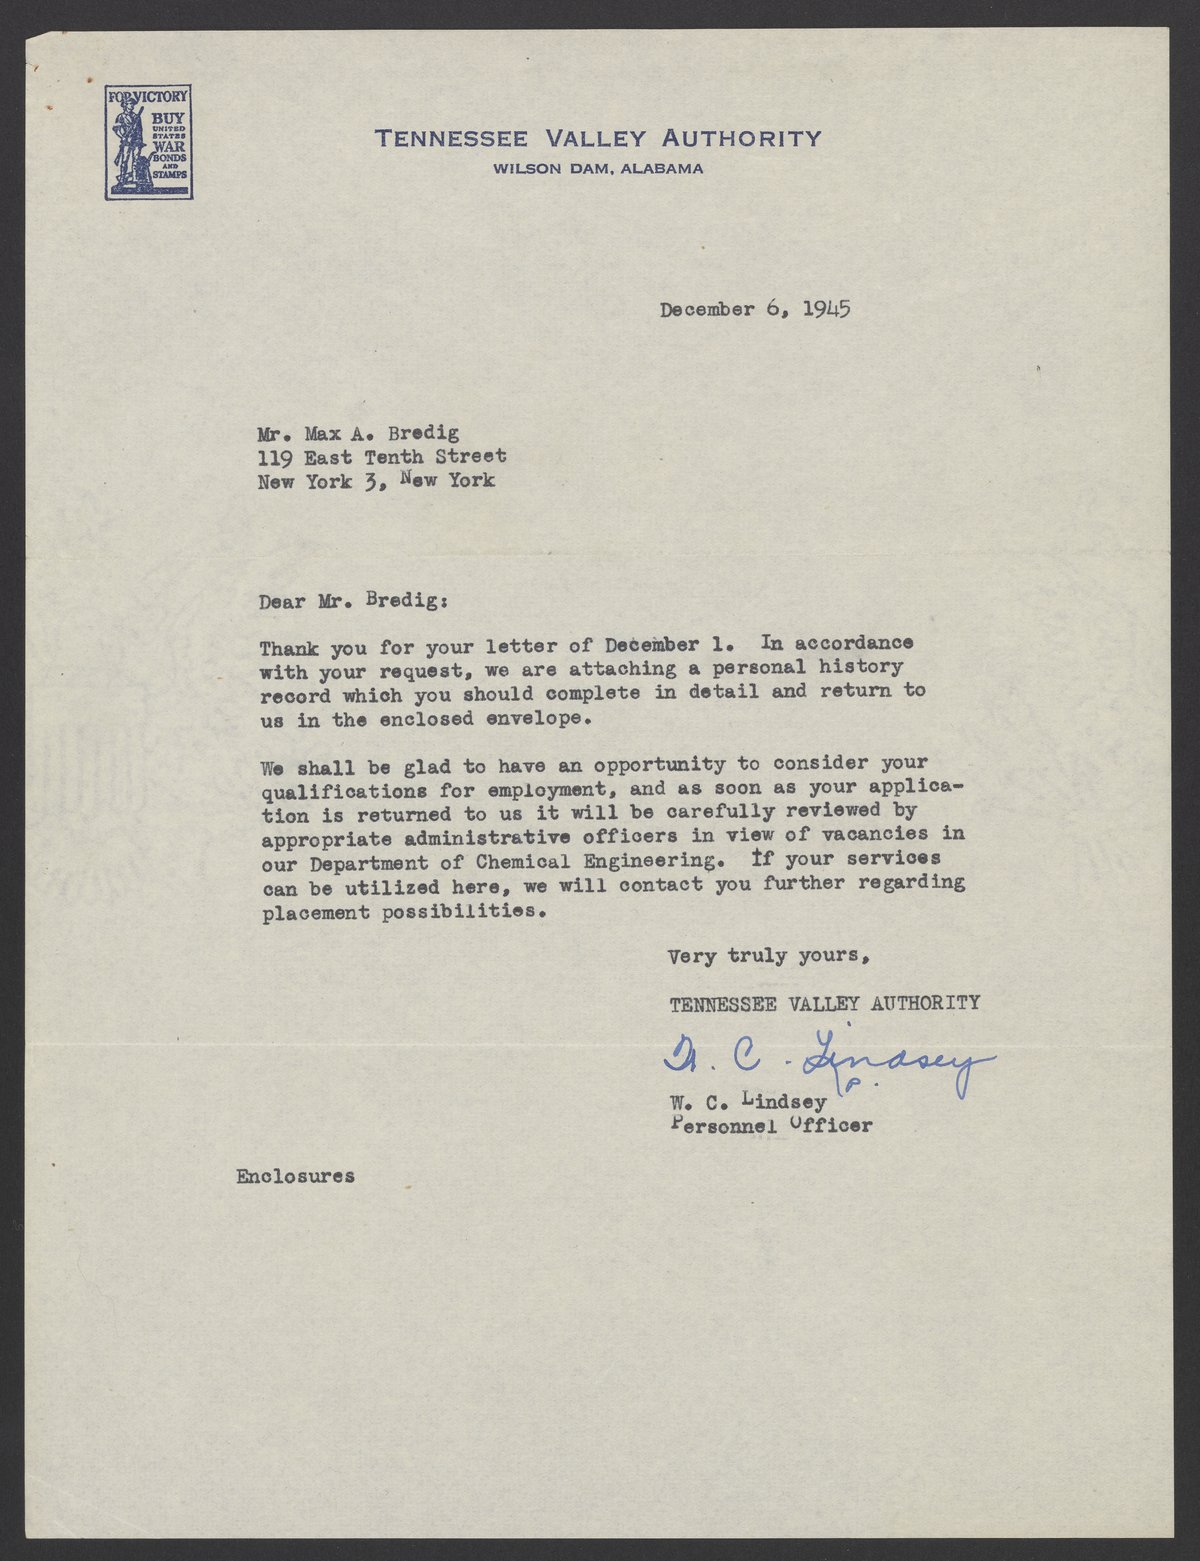 FOR VICTORY
BUY
UNITED
STATES
WAR
BONDS
AND
STAMPS
TENNESSEE VALLEY AUTHORITY
WILSON DAM, ALABAMA
December 6, 1945
Mr. Max A. Bredig
119 East Tenth Street
New York 3, New York
Dear Mr. Bredig:
Thank you for your letter of December 1. In accordance
with your request, we are attaching a personal history
record which you should complete in detail and return to
us in the enclosed envelope.
We shall be glad to have an opportunity to consider your
qualifications for employment, and as soon as your applica-
tion is returned to us it will be carefully reviewed by
appropriate administrative officers in view of vacancies in
our Department of Chemical Engineering. If your services
can be utilized here, we will contact you further regarding
placement possibilities.
Very truly yours,
TENNESSEE VALLEY AUTHORITY
W. C. Lindsey
P.
W. C. Lindsey
Personnel Officer
Enclosures